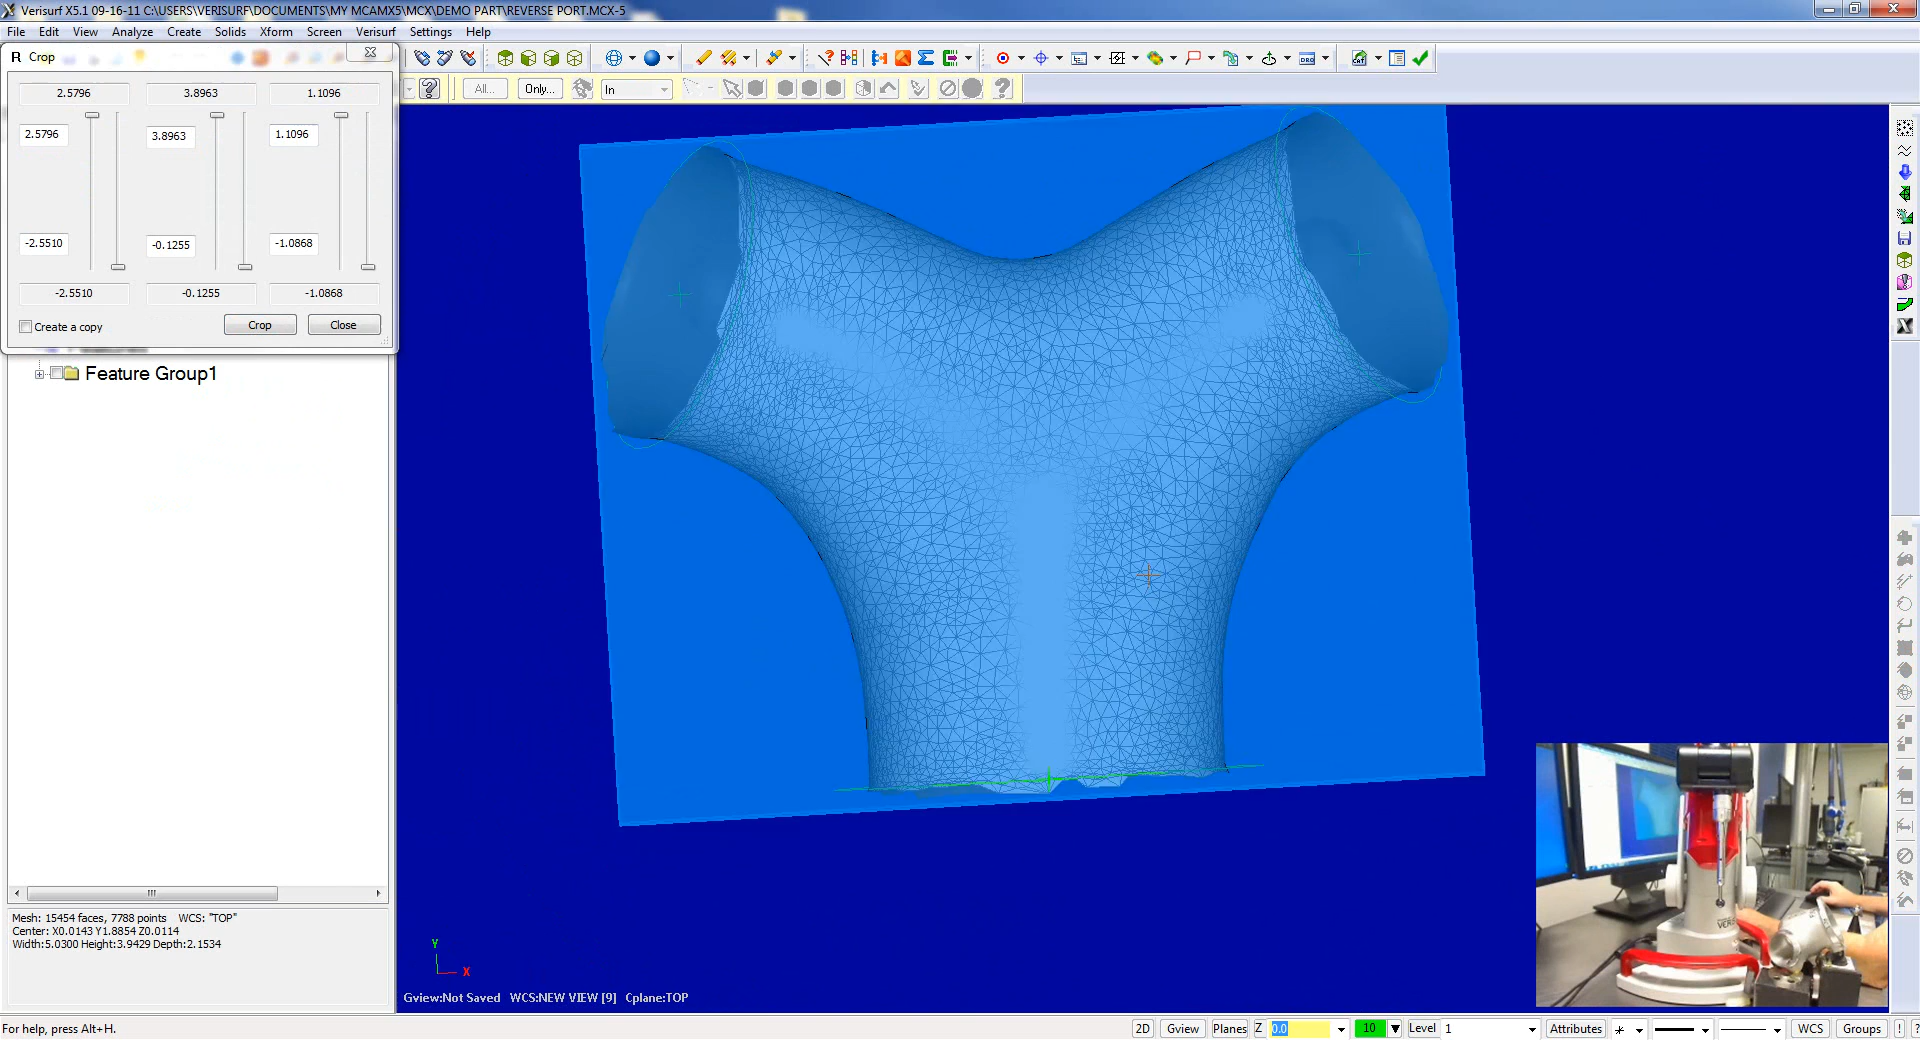 Verisurf X5.1 09-16-11 C:\USERS\VERISURF\DOCUMENTS\MY MCAMX5\MCX\DEMO PART\REVERSE PORT.MCX-5
File Edit View Analyze Create Solids Xform Screen Verisurf Settings Help
R Crop
All... Only... In
2.5796 3.8963 1.1096
2.5796 3.8963 1.1096
-2.5510 -0.1255 -1.0868
-2.5510 -0.1255 -1.0868
Create a copy Crop Close
Feature Group1
Mesh: 15454 faces, 7788 points WCS: "TOP"
Center: X0.0143 Y1.8854 Z0.0114
Width:5.0300 Height:3.9429 Depth:2.1534
Y
X
Gview:Not Saved WCS:NEW VIEW [9] Cplane:TOP
For help, press Alt+H.
2D Gview Planes Z 0.0 10 Level 1 Attributes WCS Groups ! ?